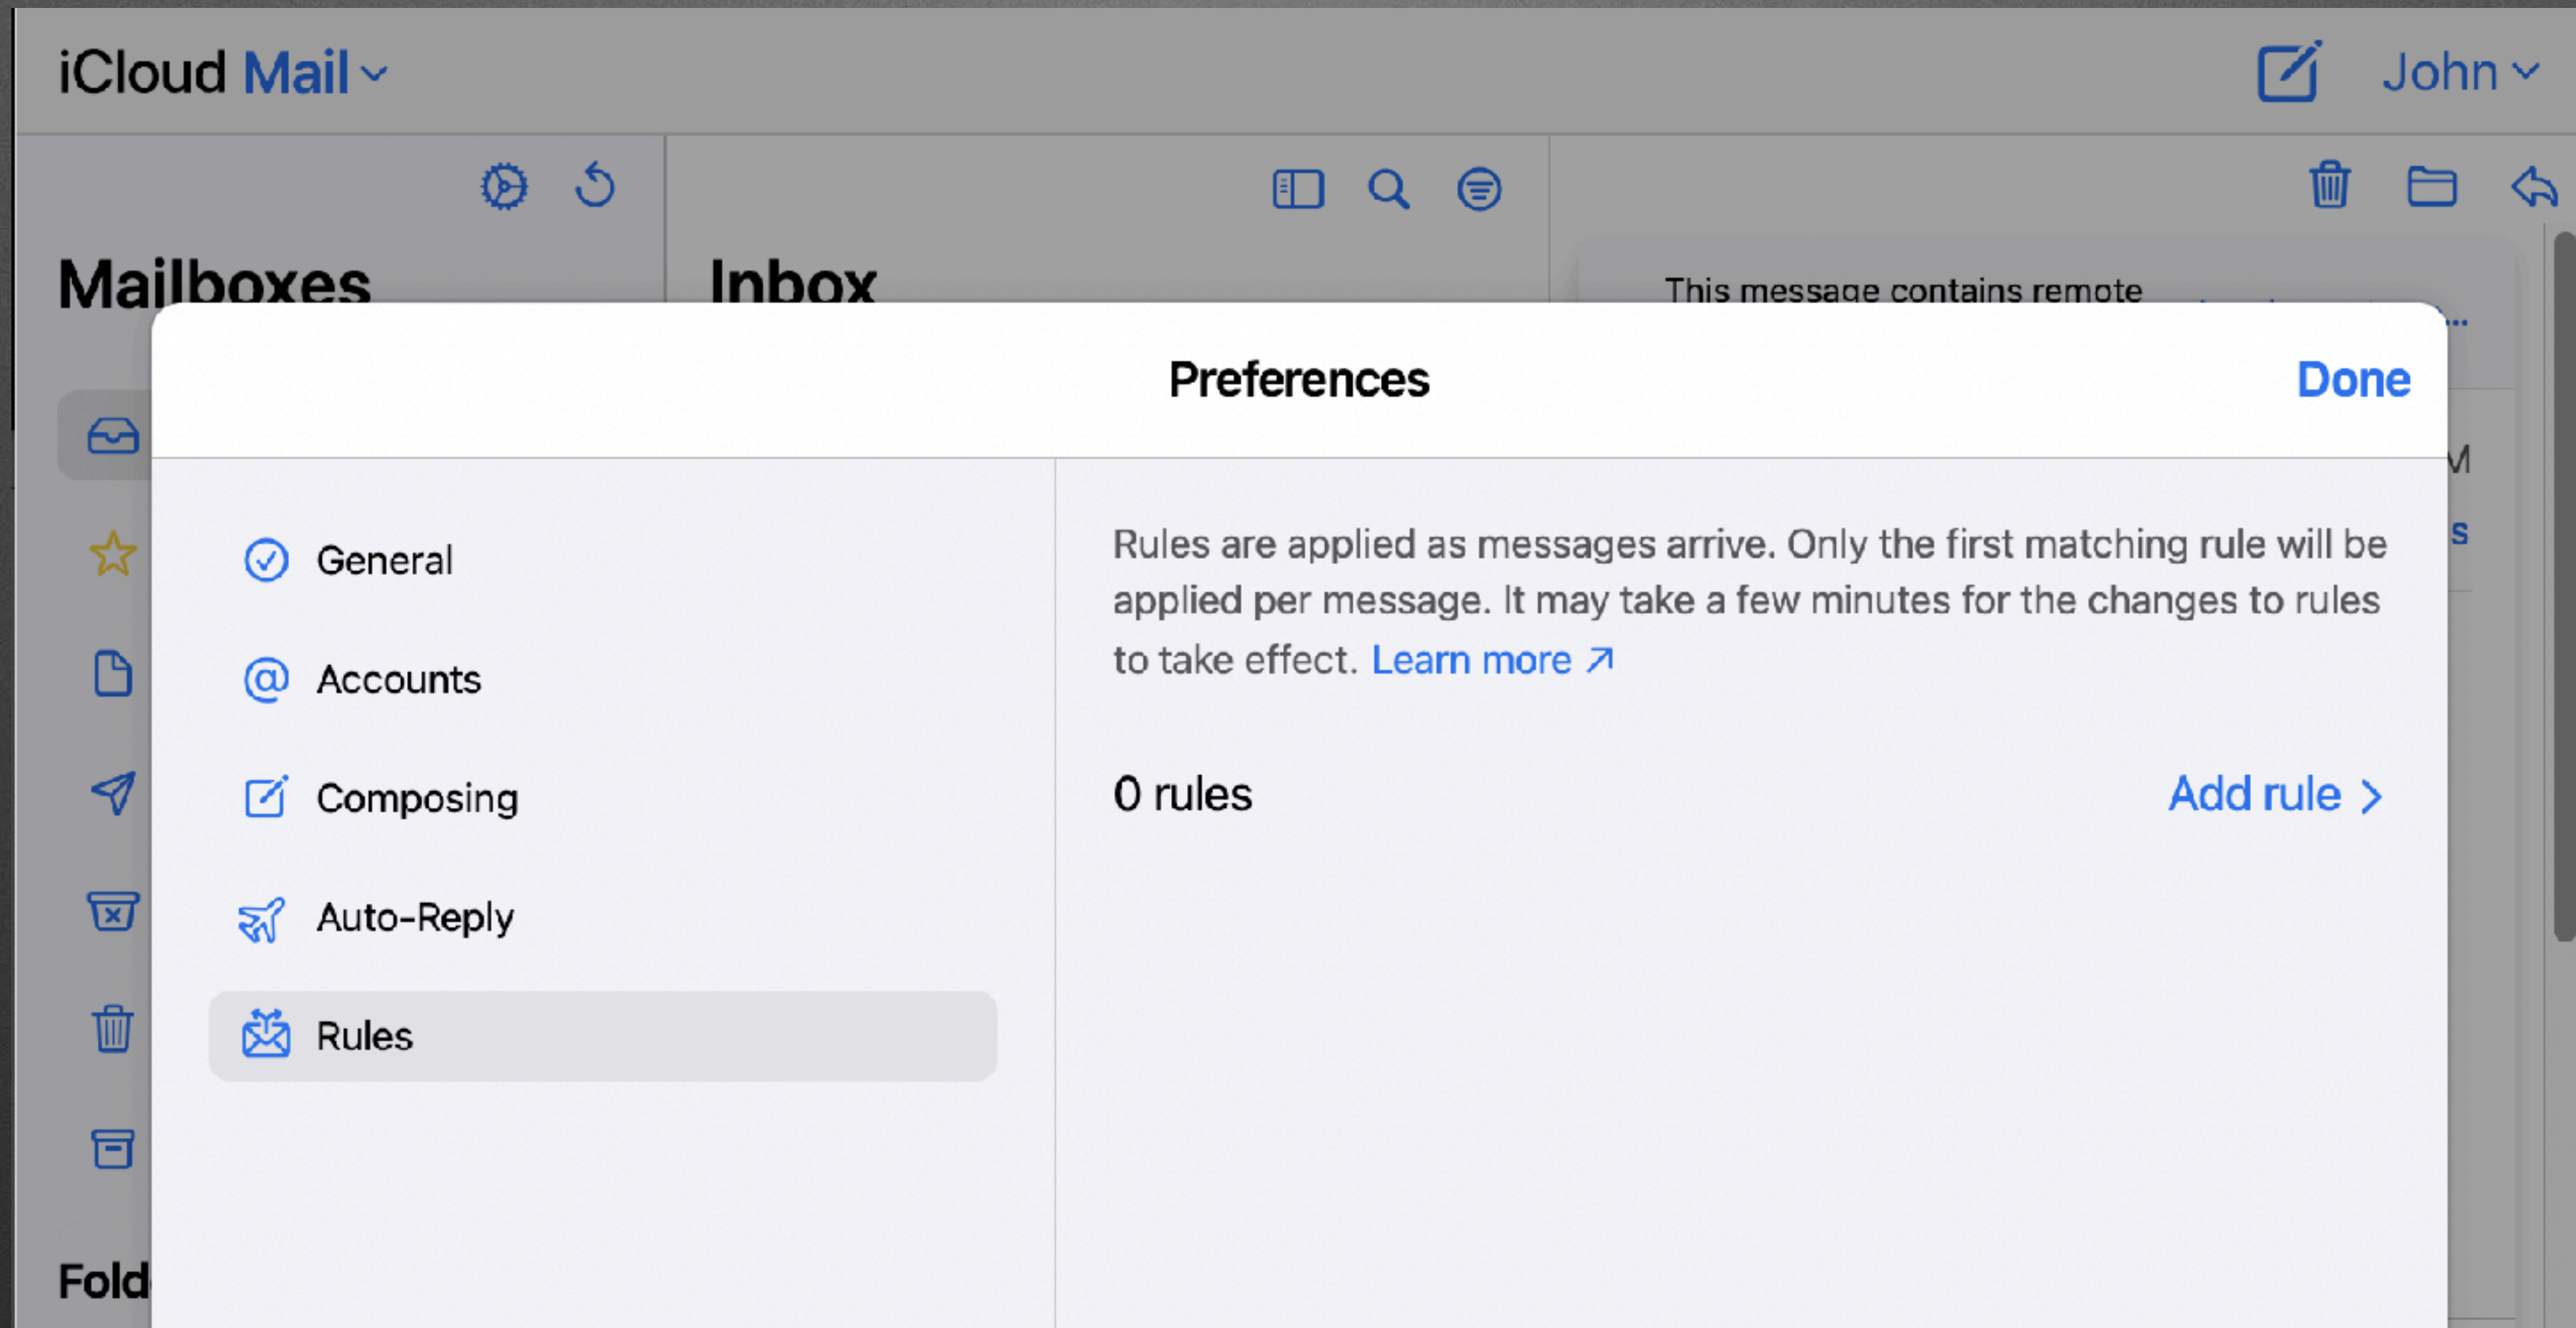 iCloud Mail
John
Mailboxes
Inbox
This message contains remote
...
Preferences
Done
M
s
General
Accounts
Composing
Auto-Reply
Rules
Rules are applied as messages arrive. Only the first matching rule will be
applied per message. It may take a few minutes for the changes to rules
to take effect. Learn more ↗
0 rules
Add rule >
Fold